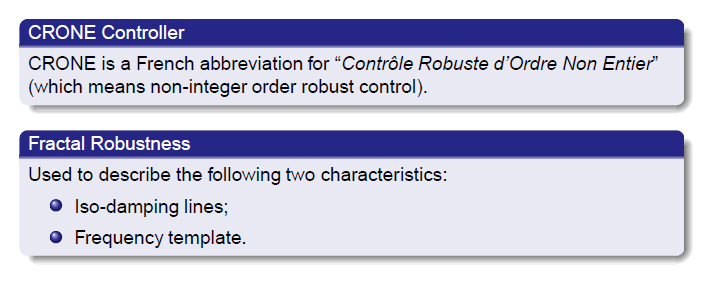 CRONE Controller
CRONE is a French abbreviation for “Contrôle Robuste d’Ordre Non Entier”
(which means non-integer order robust control).
Fractal Robustness
Used to describe the following two characteristics:
Iso-damping lines;
Frequency template.